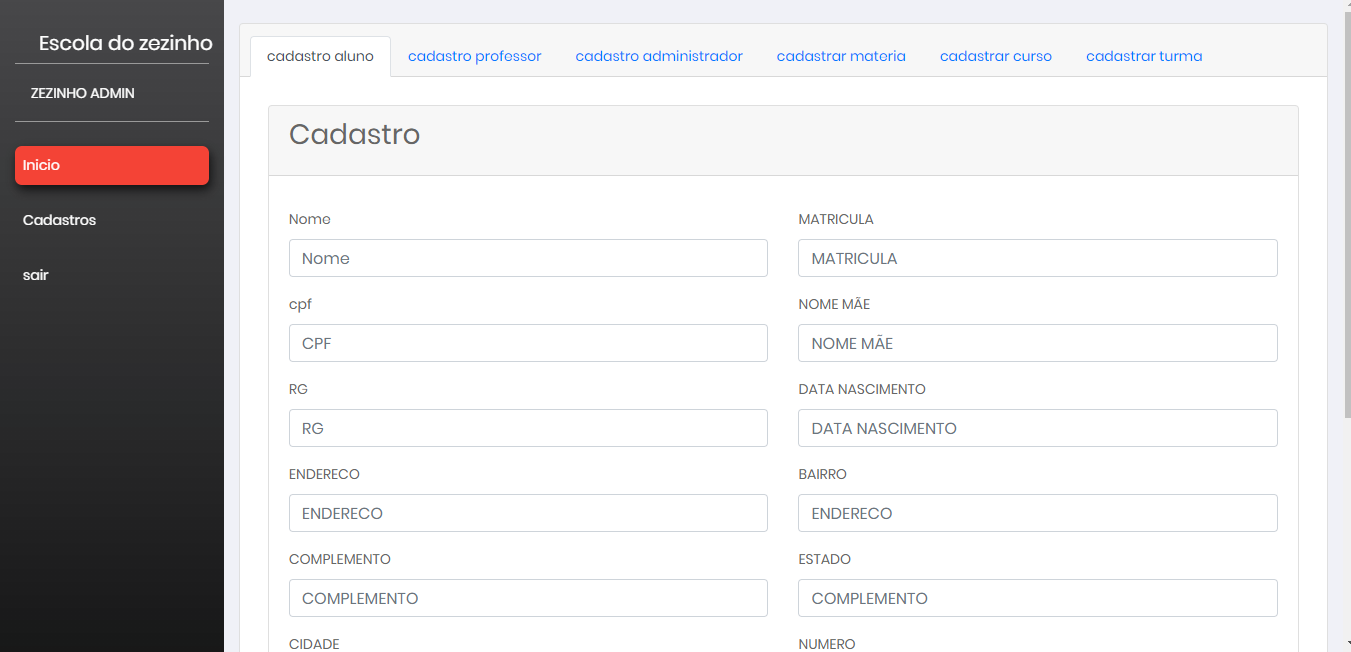 Escola do zezinho
ZEZINHO ADMIN
Inicio
Cadastros
sair
cadastro aluno cadastro professor cadastro administrador cadastrar materia cadastrar curso cadastrar turma
Cadastro
Nome MATRICULA
Nome MATRICULA
cpf NOME MÃE
CPF NOME MÃE
RG DATA NASCIMENTO
RG DATA NASCIMENTO
ENDERECO BAIRRO
ENDERECO ENDERECO
COMPLEMENTO ESTADO
COMPLEMENTO COMPLEMENTO
CIDADE NUMERO